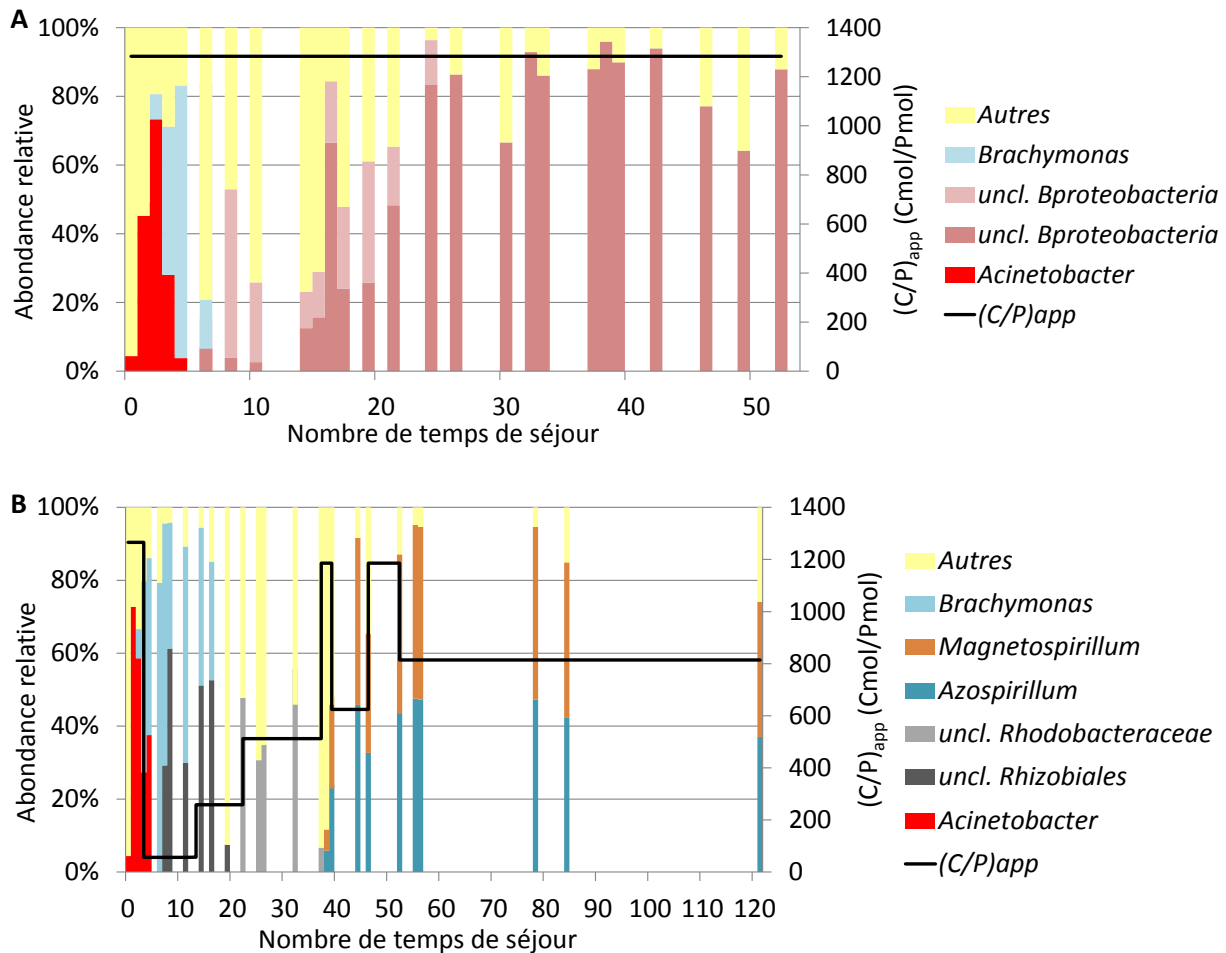 A
100%
80%
60%
40%
20%
0%
Abondance relative
1400
1200
1000
800
600
400
200
0
(C/P)app (Cmol/Pmol)
0 10 20 30 40 50
Nombre de temps de séjour
Autres
Brachymonas
uncl. Bproteobacteria
uncl. Bproteobacteria
Acinetobacter
(C/P)app
B
100%
80%
60%
40%
20%
0%
Abondance relative
1400
1200
1000
800
600
400
200
0
(C/P)app (Cmol/Pmol)
0 10 20 30 40 50 60 70 80 90 100 110 120
Nombre de temps de séjour
Autres
Brachymonas
Magnetospirillum
Azospirillum
uncl. Rhodobacteraceae
uncl. Rhizobiales
Acinetobacter
(C/P)app